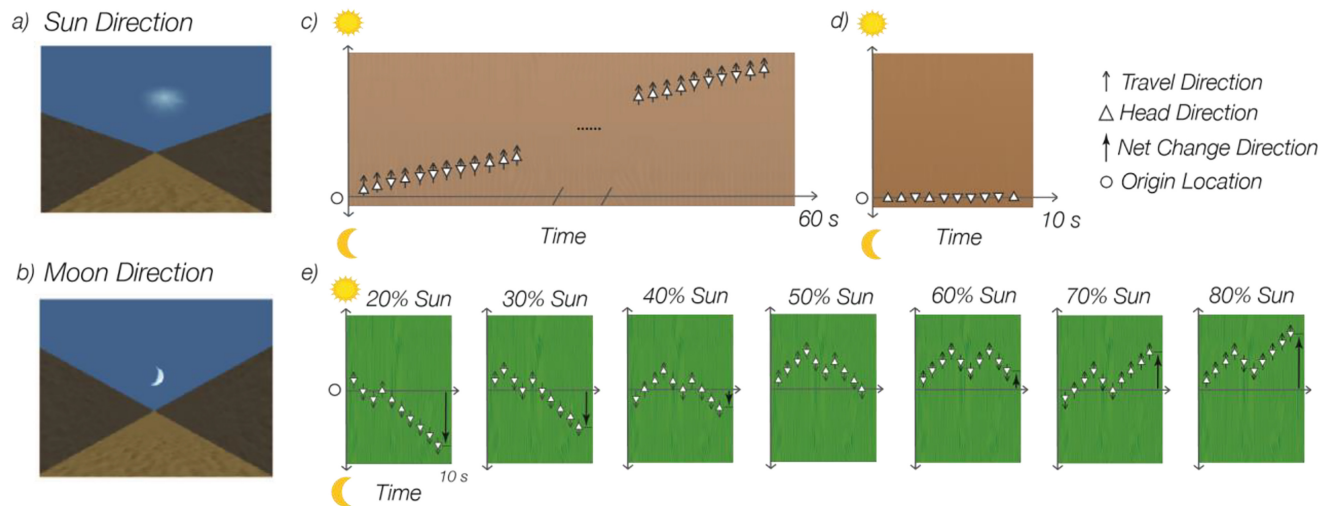 a) Sun Direction
b) Moon Direction
c)
......
O
60 s
Time
d)
O
10 s
Time
Travel Direction
Head Direction
Net Change Direction
Origin Location
e)
20% Sun
30% Sun
40% Sun
50% Sun
60% Sun
70% Sun
80% Sun
10 s
Time